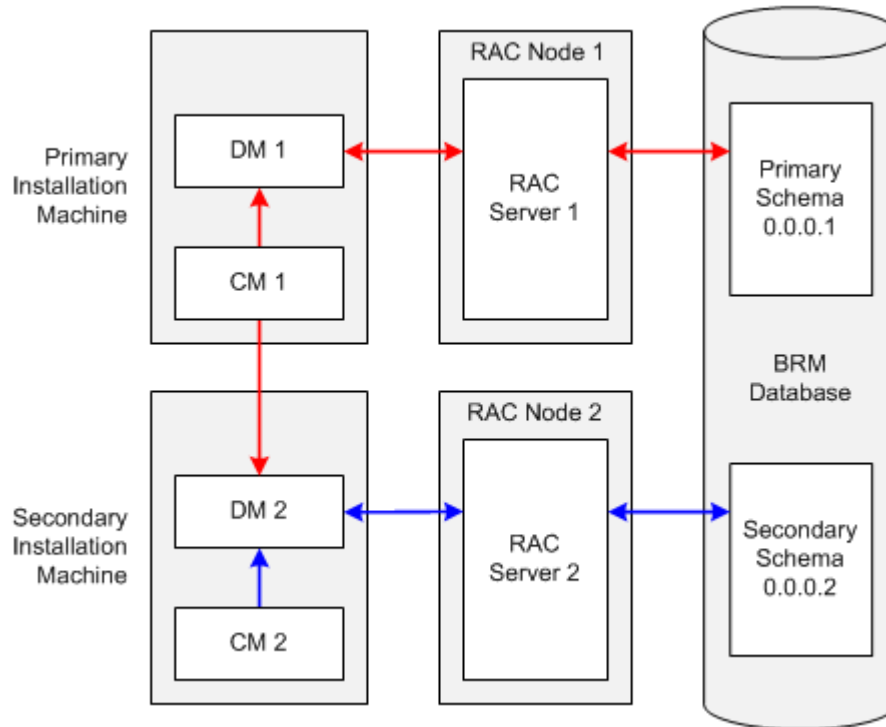 Primary
Installation
Machine
DM 1
CM 1
RAC Node 1
RAC
Server 1
Primary
Schema
0.0.0.1
BRM
Database
Secondary
Installation
Machine
DM 2
CM 2
RAC Node 2
RAC
Server 2
Secondary
Schema
0.0.0.2